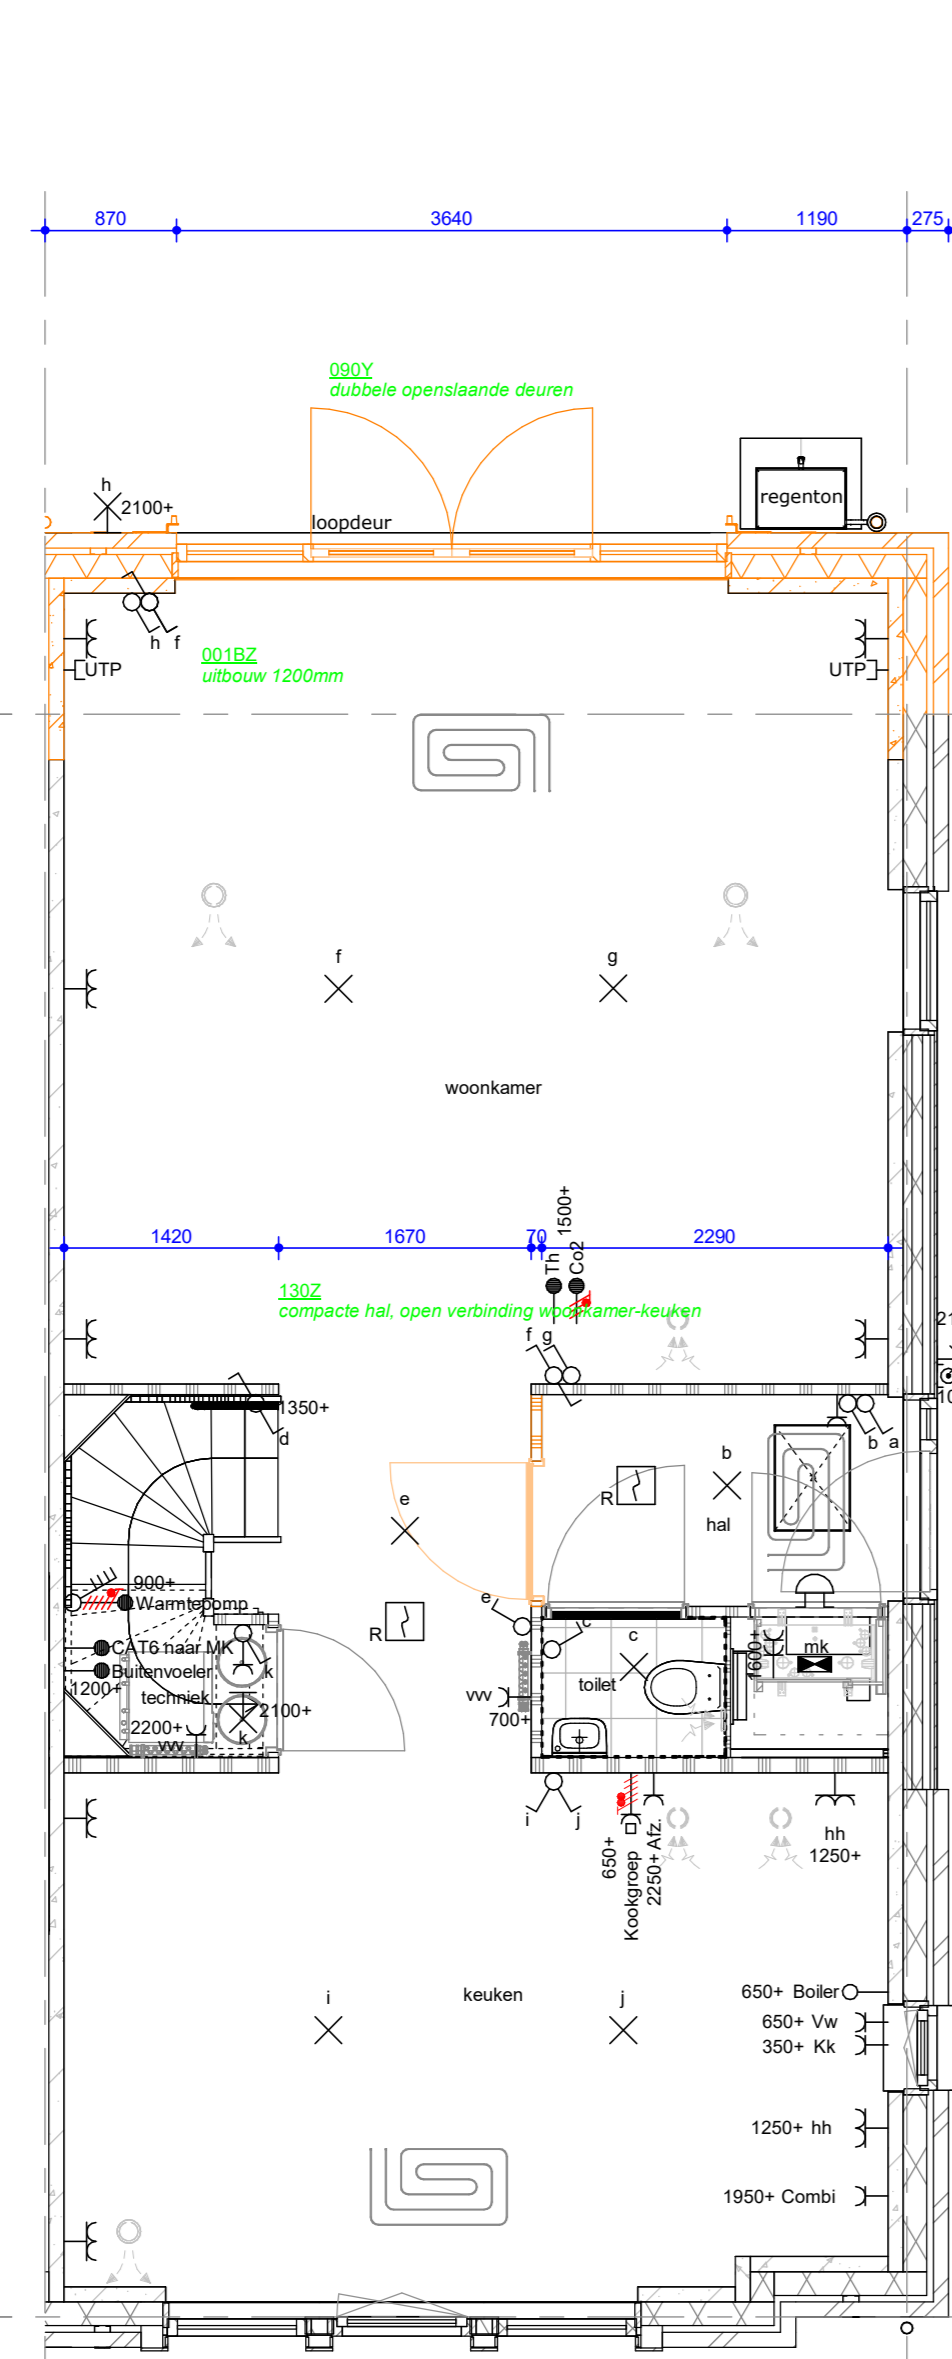 870 3640 1190 275
090Y
dubbele openslaande deuren
h
2100+
loopdeur
regenton
h f
001BZ
uitbouw 1200mm
UTP
UTP
f
g
woonkamer
1500+
1420 1670 70 2290
Th
Co2
130Z
compacte hal, open verbinding woonkamer-keuken
f g
1350+
d
b a
b
e
R
hal
900+
Warmtepomp
e
c
c
R
CAT6 naar MK
k
1600+
mk
Buitenvoeler
1200+
techniek
toilet
vvv
2100+
700+
2200+
k
vvv
i
j
650+
Kookgroep
2250+ Afz.
hh
1250+
i
keuken
j
650+ Boiler
650+ Vw
350+ Kk
1250+ hh
1950+ Combi